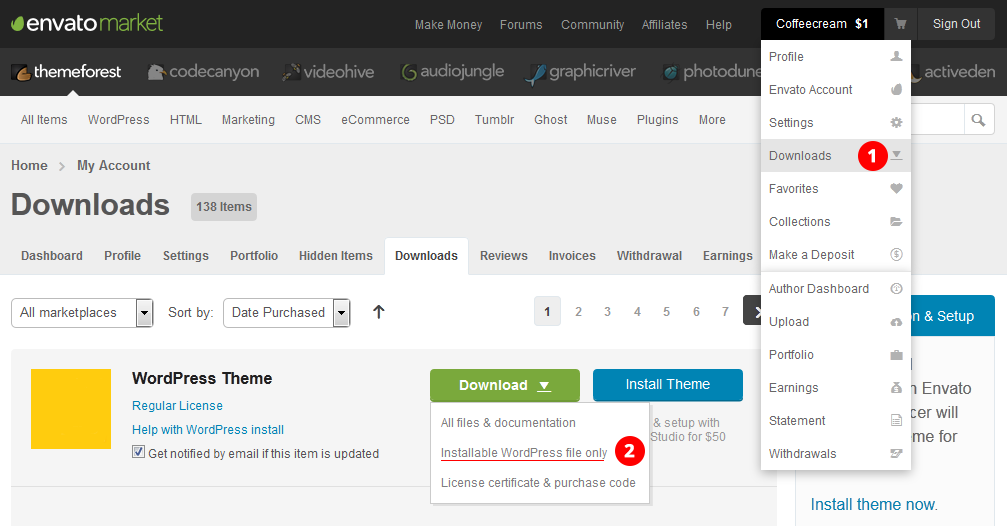 envato market
Make Money Forums Community Affiliates Help Coffeecream $1 Sign Out
themeforest codecanyon videohive audiojungle graphicriver photodune activeden
Profile
Envato Account
Settings
Downloads 1
Favorites
Collections
Make a Deposit
Author Dashboard
Upload
Portfolio
Earnings
Statement
Withdrawals
All Items WordPress HTML Marketing CMS eCommerce PSD Tumblr Ghost Muse Plugins More
Home > My Account
Downloads 138 Items
Dashboard Profile Settings Portfolio Hidden Items Downloads Reviews Invoices Withdrawal Earnings
All marketplaces Sort by: Date Purchased 1 2 3 4 5 6 7
& Setup
WordPress Theme Download Install Theme
Regular License
Help with WordPress install
Get notified by email if this item is updated
All files & documentation
Installable WordPress file only 2
License certificate & purchase code
& setup with
Studio for $50
Envato
will
for
Install theme now.